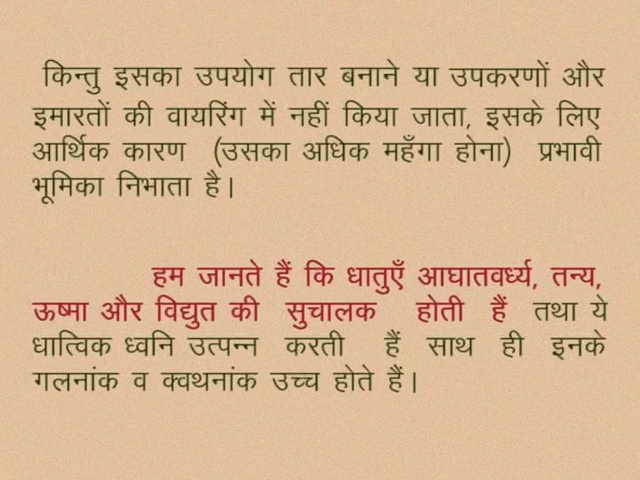 किन्तु इसका उपयोग तार बनाने या उपकरणों और
इमारतों की वायरिंग में नहीं किया जाता, इसके लिए
आर्थिक कारण (उसका अधिक महँगा होना) प्रभावी
भूमिका निभाता है।
हम जानते हैं कि धातुएँ आघातवर्ध्य, तन्य,
ऊष्मा और विद्युत की सुचालक होती हैं तथा ये
धात्विक ध्वनि उत्पन्न करती हैं साथ ही इनके
गलनांक व क्वथनांक उच्च होते हैं।